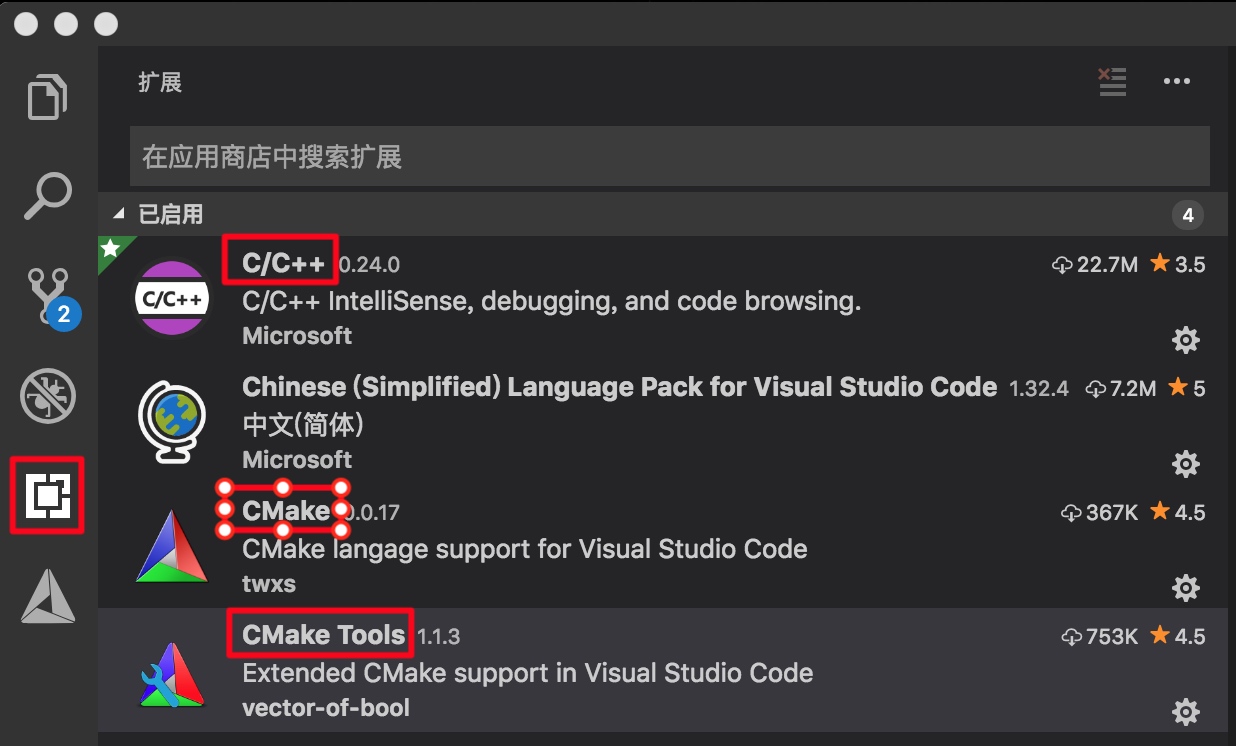 扩展
在应用商店中搜索扩展
已启用 4
C/C++ 0.24.0 22.7M 3.5
C/C++
C/C++ IntelliSense, debugging, and code browsing.
Microsoft
2
Chinese (Simplified) Language Pack for Visual Studio Code 1.32.4 7.2M 5
中文(简体)
Microsoft
CMake 0.0.17 367K 4.5
CMake langage support for Visual Studio Code
twxs
CMake Tools 1.1.3 753K 4.5
Extended CMake support in Visual Studio Code
vector-of-bool